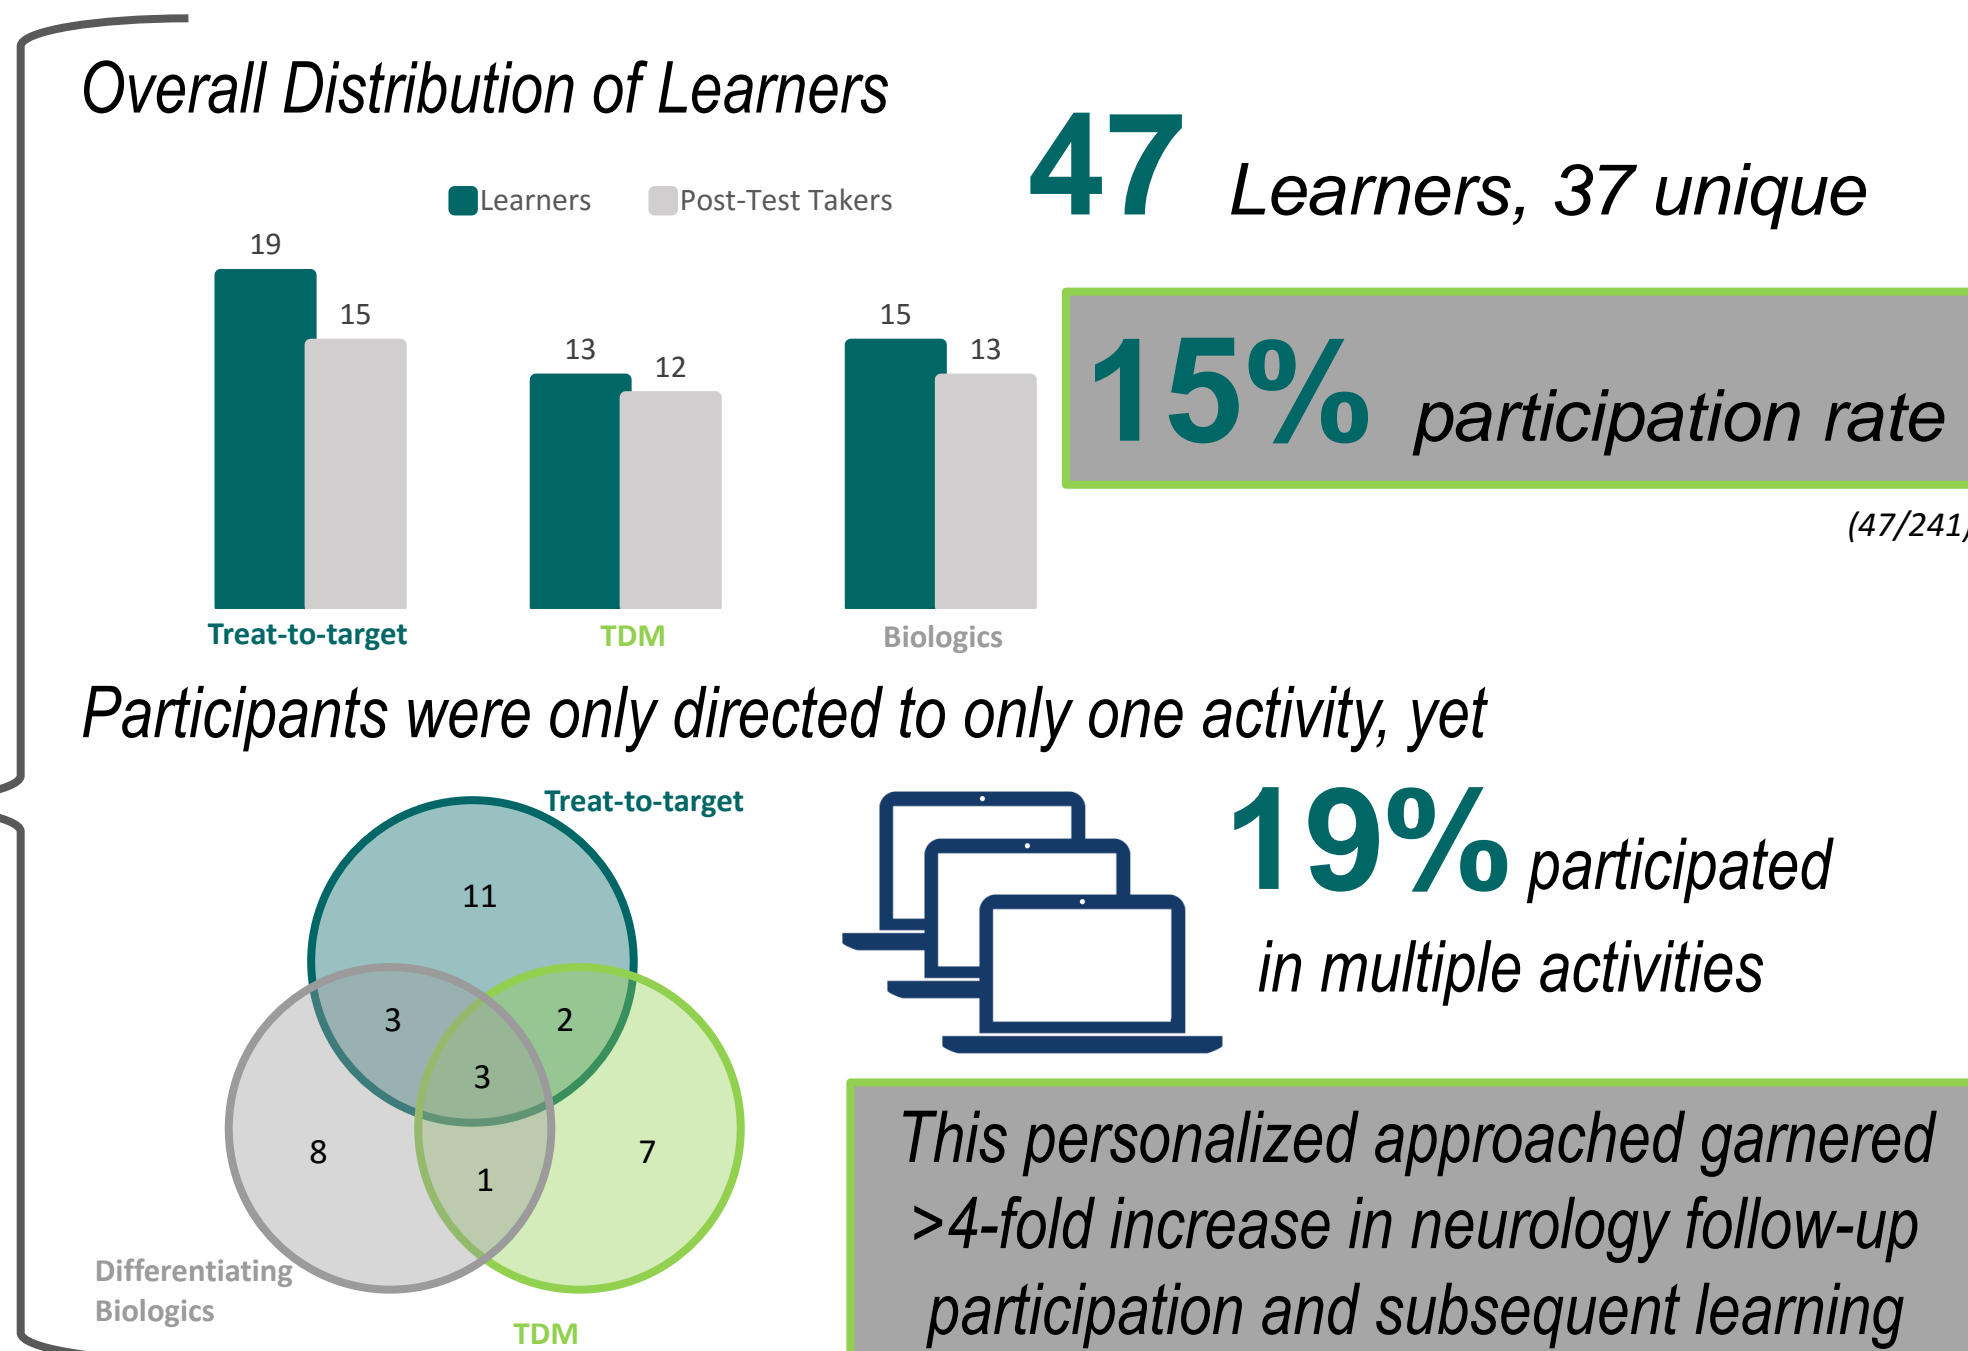 Overall Distribution of Learners
47 Learners, 37 unique
Learners Post-Test Takers
19
15
13
12
15
13
Treat-to-target
TDM
Biologics
15% participation rate
(47/241)
Participants were only directed to only one activity, yet
Treat-to-target
11
3
2
3
8
7
1
Differentiating
Biologics
TDM
19% participated
in multiple activities
This personalized approached garnered
>4-fold increase in neurology follow-up
participation and subsequent learning